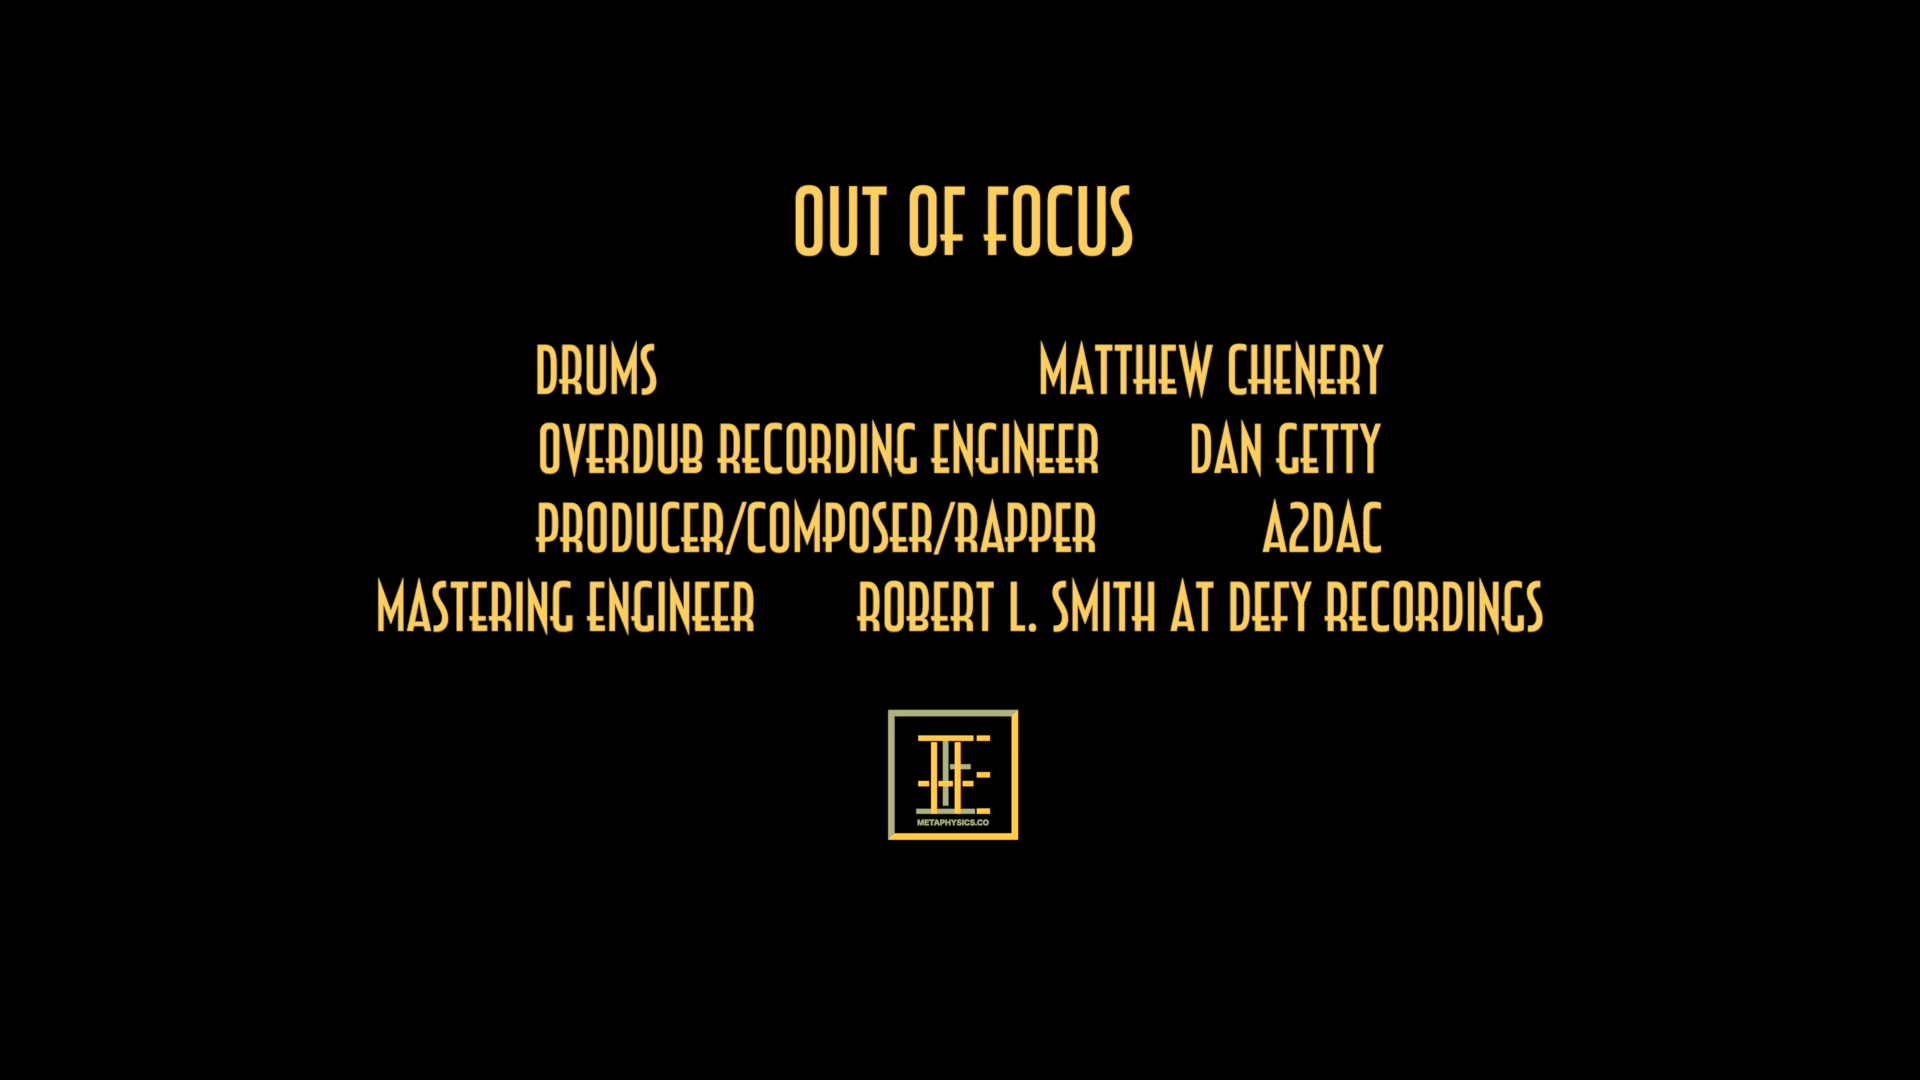 OUT OF FOCUS
DRUMS MATTHEW CHENERY
OVERDUB RECORDING ENGINEER DAN GETTY
PRODUCER/COMPOSER/RAPPER A2DAC
MASTERING ENGINEER ROBERT L. SMITH AT DEFY RECORDINGS
METAPHYSICS.CO